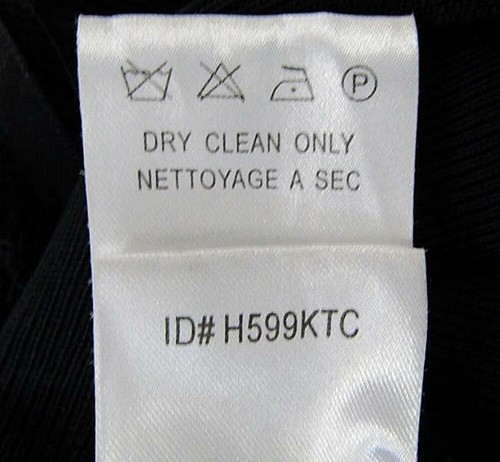 P
DRY CLEAN ONLY
NETTOYAGE A SEC
ID# H599KTC